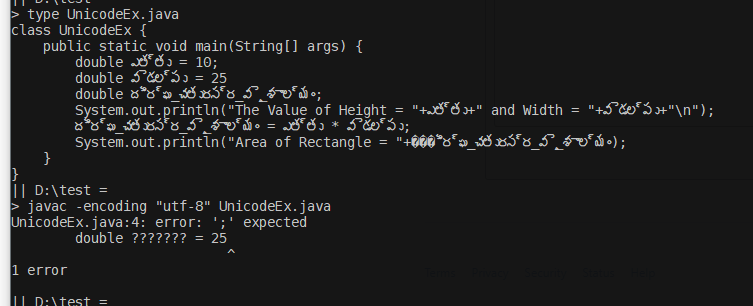 || D:\test =
> type UnicodeEx.java
class UnicodeEx {
    public static void main(String[] args) {
        double ఎత్తు = 10;
        double వెడల్పు = 25
        double దీర్ఘ_చతురస్ర_వైశాల్యం;
        System.out.println("The Value of Height = "+ఎత్తు+" and Width = "+వెడల్పు+"\n");
        దీర్ఘ_చతురస్ర_వైశాల్యం = ఎత్తు * వెడల్పు;
        System.out.println("Area of Rectangle = "+���ీర్ఘ_చతురస్ర_వైశాల్యం);
    }
}
|| D:\test =
> javac -encoding "utf-8" UnicodeEx.java
UnicodeEx.java:4: error: ';' expected
        double ??????? = 25
                           ^
1 error
|| D:\test =